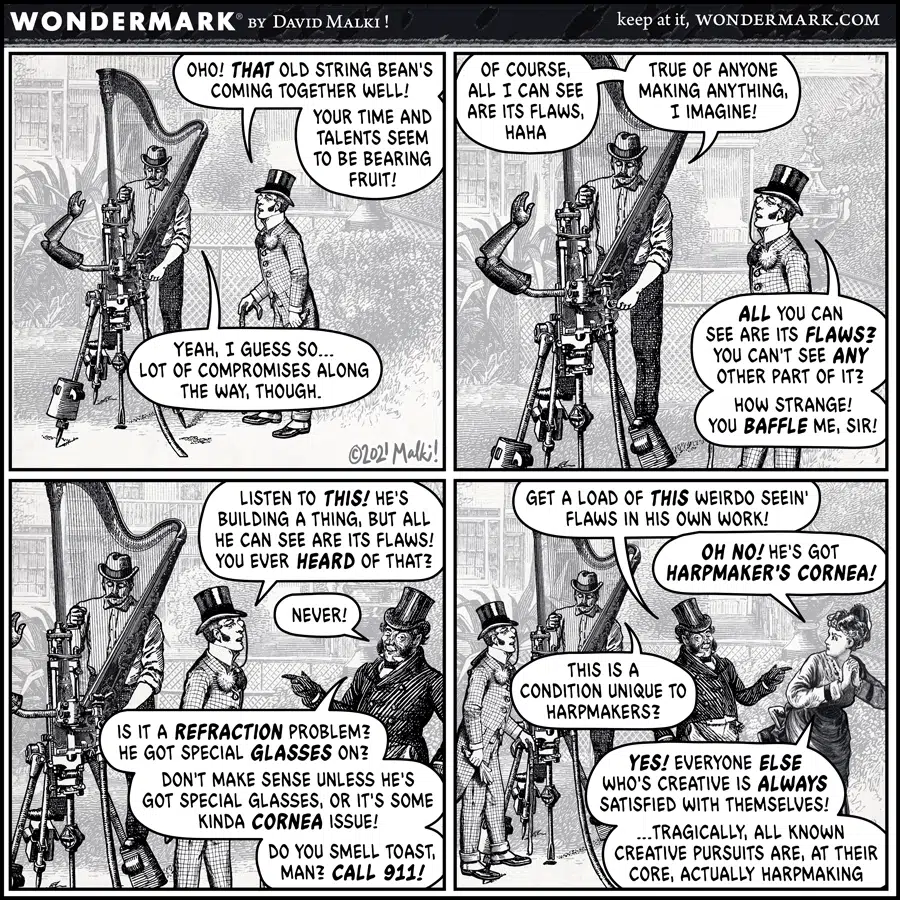 WONDERMARK® BY DAVID MALKI !
keep at it, WONDERMARK.COM
OHO! THAT OLD STRING BEAN'S
COMING TOGETHER WELL!
YOUR TIME AND
TALENTS SEEM
TO BE BEARING
FRUIT!
YEAH, I GUESS SO...
LOT OF COMPROMISES ALONG
THE WAY, THOUGH.
©2021 Malki!
OF COURSE,
ALL I CAN SEE
ARE ITS FLAWS,
HAHA
TRUE OF ANYONE
MAKING ANYTHING,
I IMAGINE!
ALL YOU CAN
SEE ARE ITS FLAWS?
YOU CAN'T SEE ANY
OTHER PART OF IT?
HOW STRANGE!
YOU BAFFLE ME, SIR!
LISTEN TO THIS! HE'S
BUILDING A THING, BUT ALL
HE CAN SEE ARE ITS FLAWS!
YOU EVER HEARD OF THAT?
NEVER!
IS IT A REFRACTION PROBLEM?
HE GOT SPECIAL GLASSES ON?
DON'T MAKE SENSE UNLESS HE'S
GOT SPECIAL GLASSES, OR IT'S SOME
KINDA CORNEA ISSUE!
DO YOU SMELL TOAST,
MAN? CALL 911!
GET A LOAD OF THIS WEIRDO SEEIN'
FLAWS IN HIS OWN WORK!
OH NO! HE'S GOT
HARPMAKER'S CORNEA!
THIS IS A
CONDITION UNIQUE TO
HARPMAKERS?
YES! EVERYONE ELSE
WHO'S CREATIVE IS ALWAYS
SATISFIED WITH THEMSELVES!
...TRAGICALLY, ALL KNOWN
CREATIVE PURSUITS ARE, AT THEIR
CORE, ACTUALLY HARPMAKING